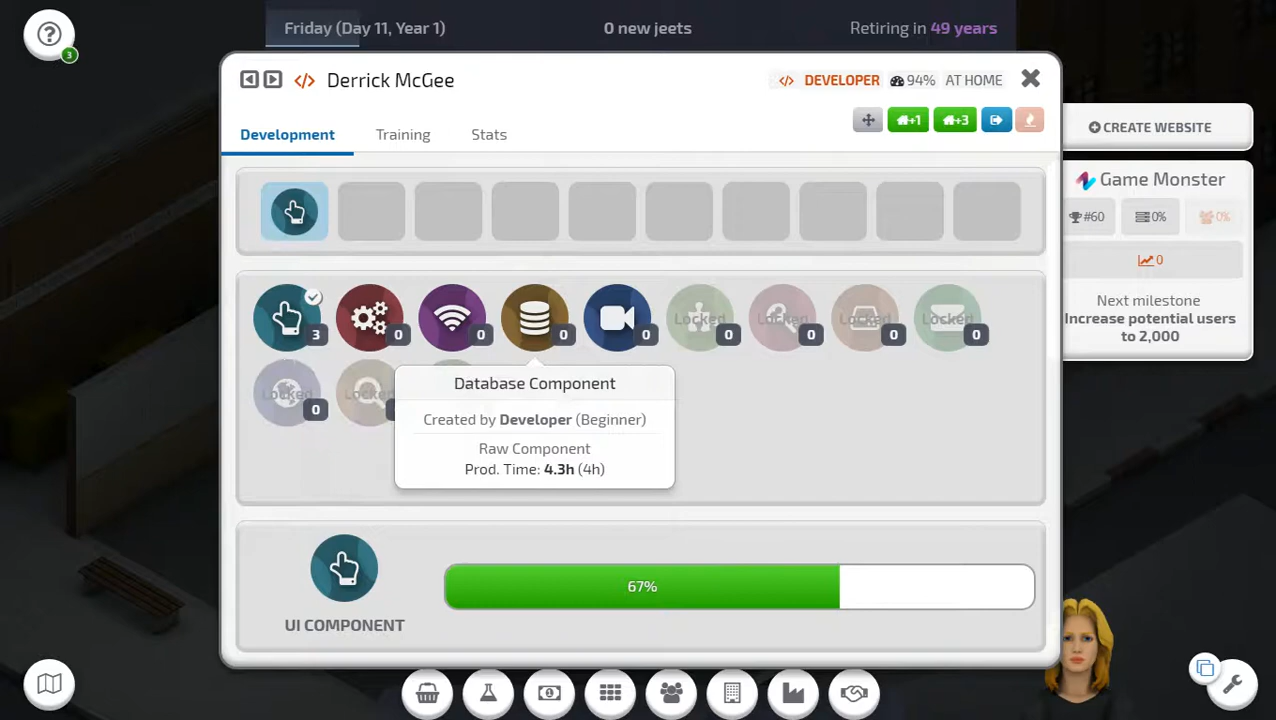 Friday (Day 11, Year 1)
0 new jeets
Retiring in 49 years
3
Derrick McGee
DEVELOPER
94%
AT HOME
+1
+3
Development
Training
Stats
CREATE WEBSITE
Game Monster
#60
0%
0%
0
Next milestone
Increase potential users
to 2,000
3
0
0
0
0
Locked
0
Locked
0
Locked
0
Locked
0
Locked
0
Locked
Database Component
Created by Developer (Beginner)
Raw Component
Prod. Time: 4.3h (4h)
67%
UI COMPONENT